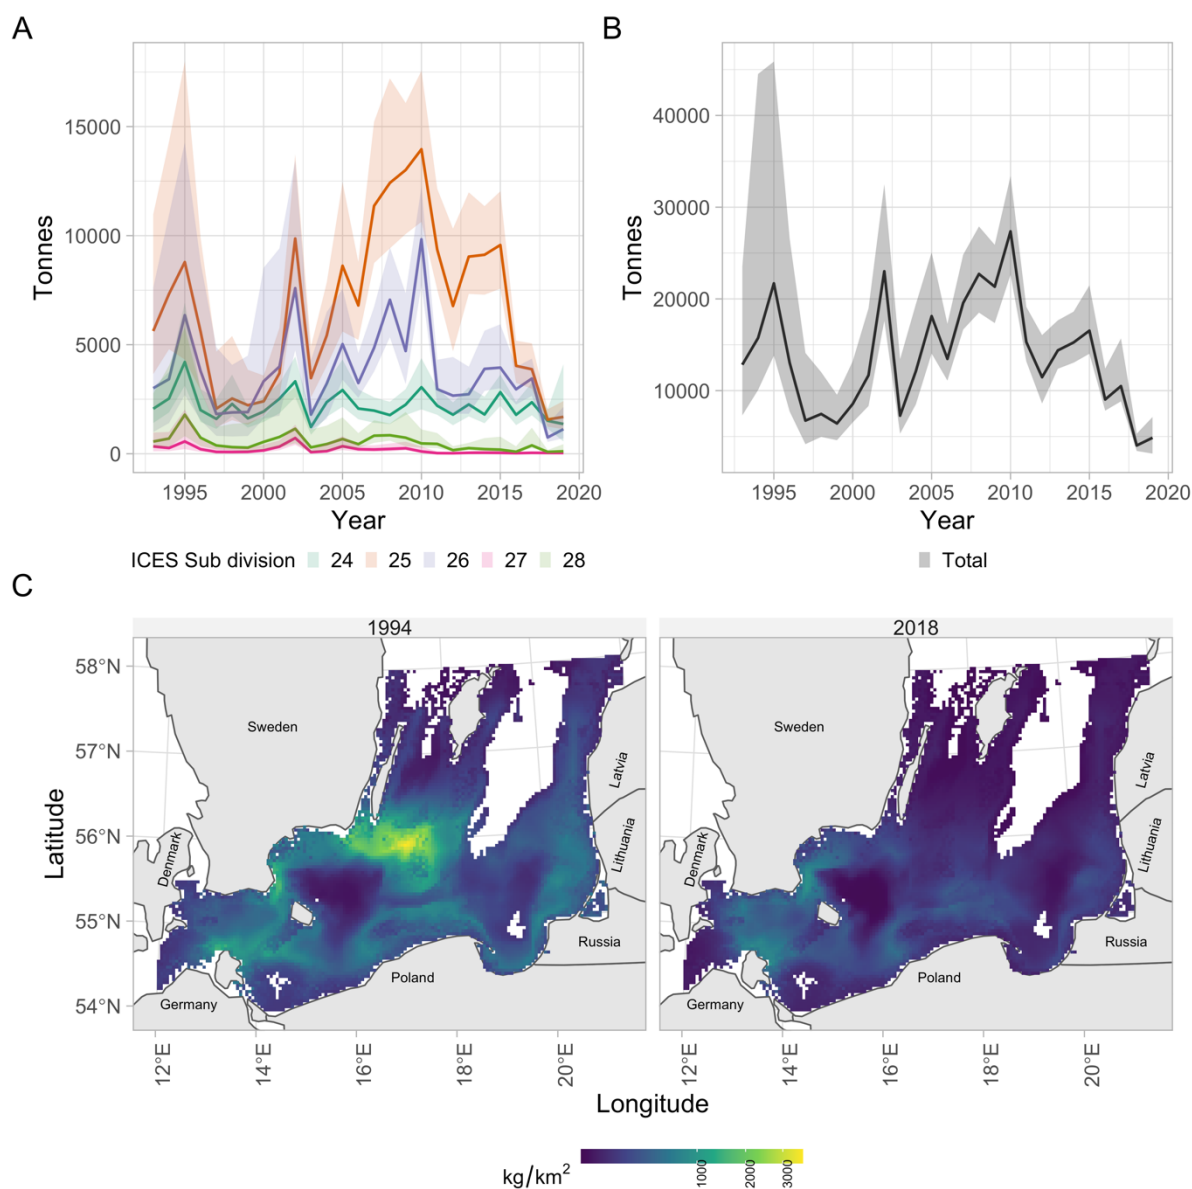 A
B
Tonnes
15000
10000
5000
0
1995 2000 2005 2010 2015 2020
Year
ICES Sub division 24 25 26 27 28
Tonnes
40000
30000
20000
10000
1995 2000 2005 2010 2015 2020
Year
Total
C
1994
2018
Latitude
58°N
57°N
56°N
55°N
54°N
Sweden
Denmark
Latvia
Lithuania
Russia
Poland
Germany
Sweden
Denmark
Latvia
Lithuania
Russia
Poland
Germany
12°E 14°E 16°E 18°E 20°E
12°E 14°E 16°E 18°E 20°E
Longitude
kg/km² 1000 2000 3000